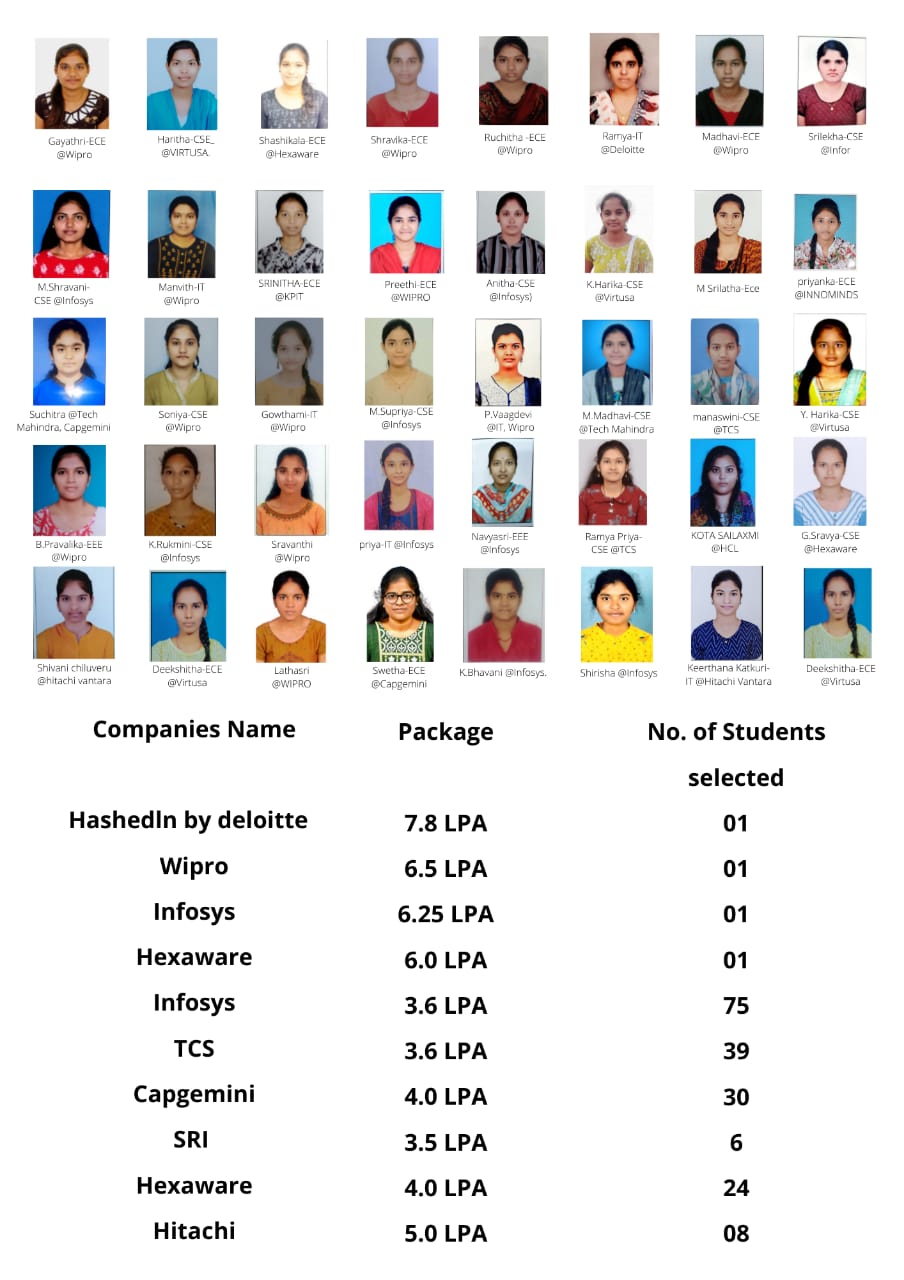 Gayathri-ECE
@Wipro
Haritha-CSE_
@VIRTUSA.
Shashikala-ECE
@Hexaware
Shravika-ECE
@Wipro
Ruchitha -ECE
@Wipro
Ramya-IT
@Deloitte
Madhavi-ECE
@Wipro
Srilekha-CSE
@Infor
M.Shravani-
CSE @Infosys
Manvith-IT
@Wipro
SRINITHA-ECE
@KPIT
Preethi-ECE
@WIPRO
Anitha-CSE
@Infosys)
K.Harika-CSE
@Virtusa
M Srilatha-Ece
priyanka-ECE
@INNOMINDS
Suchitra @Tech
Mahindra, Capgemini
Soniya-CSE
@Wipro
Gowthami-IT
@Wipro
M.Supriya-CSE
@Infosys
P.Vaagdevi
@IT, Wipro
M.Madhavi-CSE
@Tech Mahindra
manaswini-CSE
@TCS
Y. Harika-CSE
@Virtusa
B.Pravalika-EEE
@Wipro
K.Rukmini-CSE
@Infosys
Sravanthi
@Wipro
priya-IT @Infosys
Navyasri-EEE
@Infosys
Ramya Priya-
CSE @TCS
KOTA SAILAXMI
@HCL
G.Sravya-CSE
@Hexaware
Shivani chiluveru
@hitachi vantara
Deekshitha-ECE
@Virtusa
Lathasri
@WIPRO
Swetha-ECE
@Capgemini
K.Bhavani @Infosys.
Shirisha @Infosys
Keerthana Katkuri-
IT @Hitachi Vantara
Deekshitha-ECE
@Virtusa
Companies Name Package No. of Students
selected
Hashedln by deloitte 7.8 LPA 01
Wipro 6.5 LPA 01
Infosys 6.25 LPA 01
Hexaware 6.0 LPA 01
Infosys 3.6 LPA 75
TCS 3.6 LPA 39
Capgemini 4.0 LPA 30
SRI 3.5 LPA 6
Hexaware 4.0 LPA 24
Hitachi 5.0 LPA 08